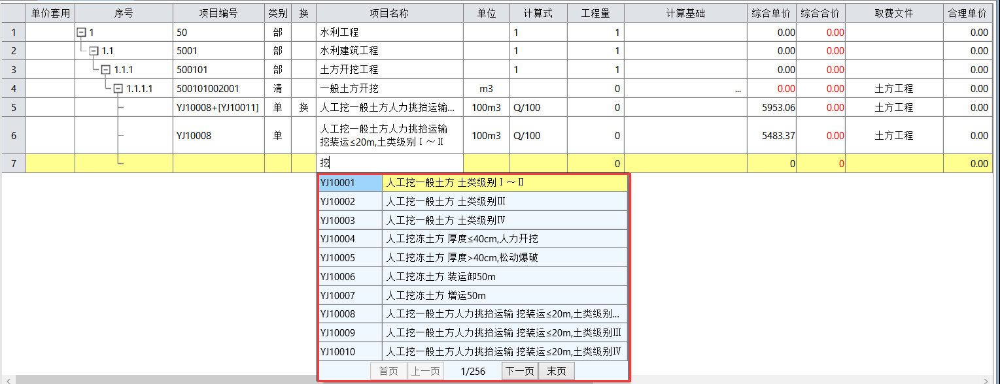 单价套用 序号 项目编号 类别 换 项目名称 单位 计算式 工程量 计算基础 综合单价 综合合价 取费文件 合理单价
1 1 50 部 水利工程 1 1 0.00 0.00 0.00
2 1.1 5001 部 水利建筑工程 1 1 0.00 0.00 0.00
3 1.1.1 500101 部 土方开挖工程 1 1 0.00 0.00 0.00
4 1.1.1.1 500101002001 清 一般土方开挖 m3 0 ... 0.00 0.00 土方工程 0.00
5 YJ10008+[YJ10011] 单 换 人工挖一般土方人力挑抬运输... 100m3 Q/100 0 5953.06 0.00 土方工程 0.00
6 YJ10008 单 人工挖一般土方人力挑抬运输 100m3 Q/100 0 5483.37 0.00 土方工程 0.00
挖装运≤20m,土类级别Ⅰ～Ⅱ
7 挖 0 0 0 0.00
YJ10001 人工挖一般土方 土类级别Ⅰ～Ⅱ
YJ10002 人工挖一般土方 土类级别Ⅲ
YJ10003 人工挖一般土方 土类级别Ⅳ
YJ10004 人工挖冻土方 厚度≤40cm,人力开挖
YJ10005 人工挖冻土方 厚度>40cm,松动爆破
YJ10006 人工挖冻土方 装运卸50m
YJ10007 人工挖冻土方 增运50m
YJ10008 人工挖一般土方人力挑抬运输 挖装运≤20m,土类级别...
YJ10009 人工挖一般土方人力挑抬运输 挖装运≤20m,土类级别Ⅲ
YJ10010 人工挖一般土方人力挑抬运输 挖装运≤20m,土类级别Ⅳ
首页 上一页 1/256 下一页 末页